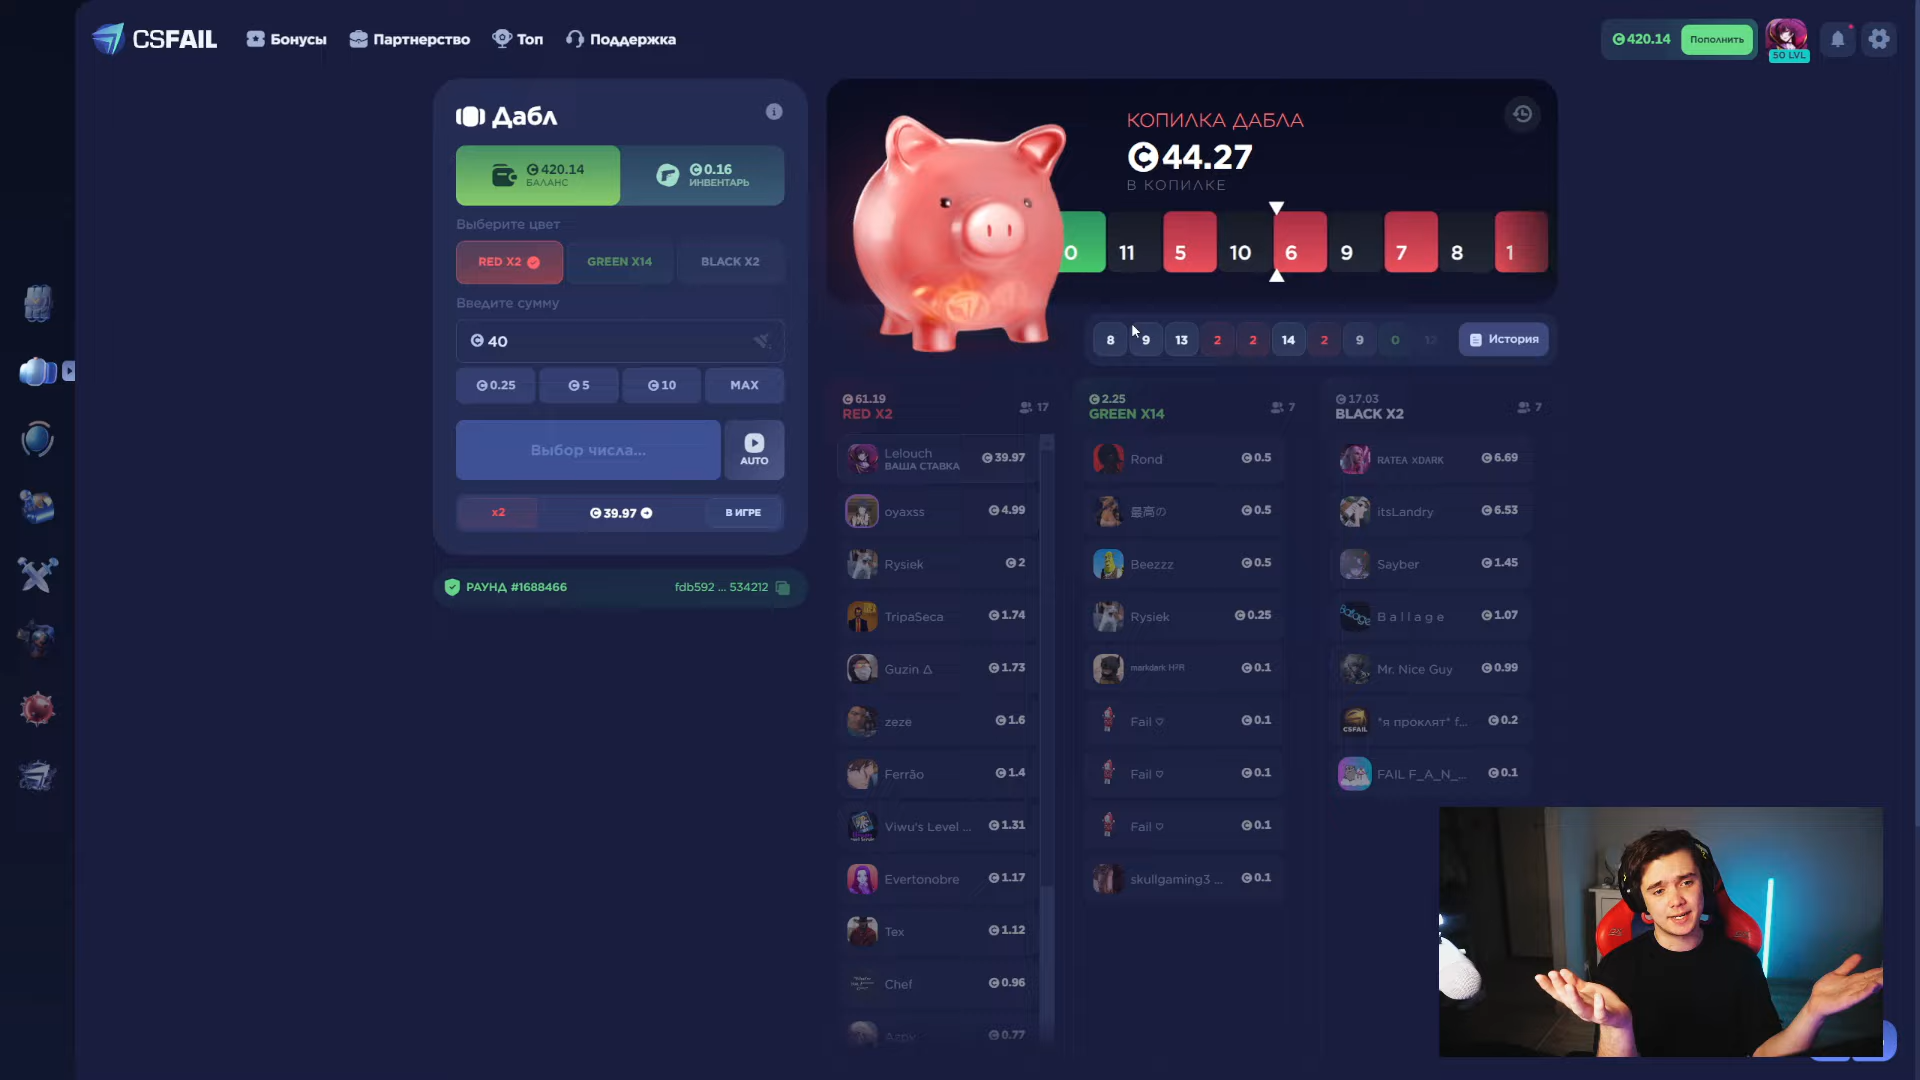 CSFAIL
Бонусы
Партнерство
Топ
Поддержка
420.14
Пополнить
50 LVL
Дабл
420.14
БАЛАНС
0.16
ИНВЕНТАРЬ
Выберите цвет
RED X2
GREEN X14
BLACK X2
Введите сумму
40
0.25
5
10
MAX
Выбор числа...
AUTO
x2
39.97
В ИГРЕ
РАУНД #1688466
fdb592 ... 534212
КОПИЛКА ДАБЛА
44.27
В КОПИЛКЕ
0 11 5 10 6 9 7 8 1
8 9 13 2 2 14 2 9 0 12
История
61.19
RED X2
17
Lelouch
ВАША СТАВКА
39.97
oyaxss 4.99
Rysiek 2
TripaSeca 1.74
Guzin Δ 1.73
zeze 1.6
Ferrão 1.4
Viwu's Level ... 1.31
Evertonobre 1.17
Tex 1.12
Chef 0.96
0.77
2.25
GREEN X14
7
Rond 0.5
最高の 0.5
Beezzz 0.5
Rysiek 0.25
markdark 0.1
Fail ♡ 0.1
Fail ♡ 0.1
Fail ♡ 0.1
skullgaming3 ... 0.1
17.03
BLACK X2
7
RATEA XDARK 6.69
itsLandry 6.53
Sayber 1.45
B a l l a g e 1.07
Mr. Nice Guy 0.99
*я проклят* f... 0.2
FAIL F_A_N_... 0.1